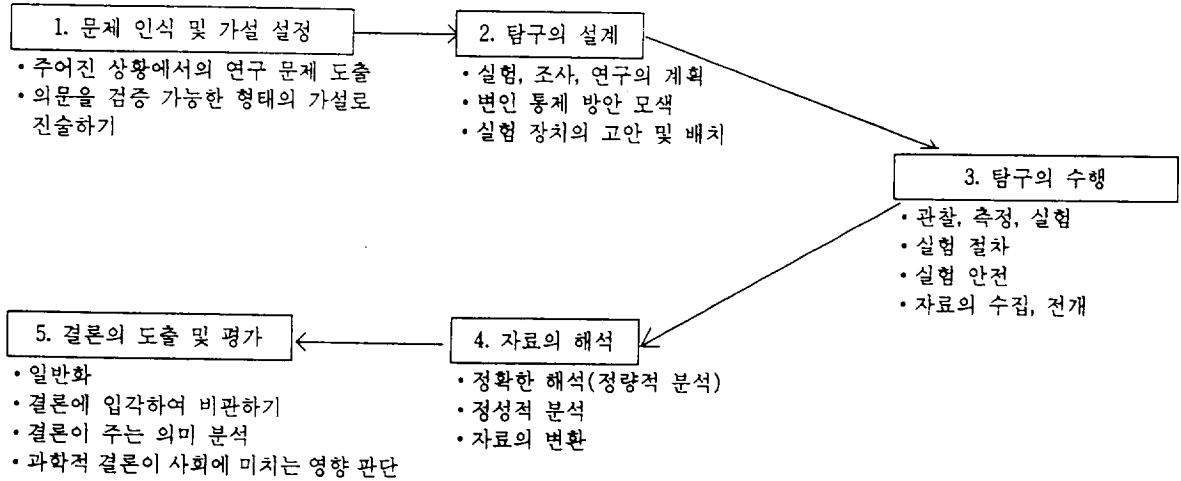 1. 문제 인식 및 가설 설정
• 주어진 상황에서의 연구 문제 도출
• 의문을 검증 가능한 형태의 가설로
진술하기
2. 탐구의 설계
• 실험, 조사, 연구의 계획
• 변인 통제 방안 모색
• 실험 장치의 고안 및 배치
3. 탐구의 수행
• 관찰, 측정, 실험
• 실험 절차
• 실험 안전
• 자료의 수집, 전개
4. 자료의 해석
• 정확한 해석(정량적 분석)
• 정성적 분석
• 자료의 변환
5. 결론의 도출 및 평가
• 일반화
• 결론에 입각하여 비판하기
• 결론이 주는 의미 분석
• 과학적 결론이 사회에 미치는 영향 판단